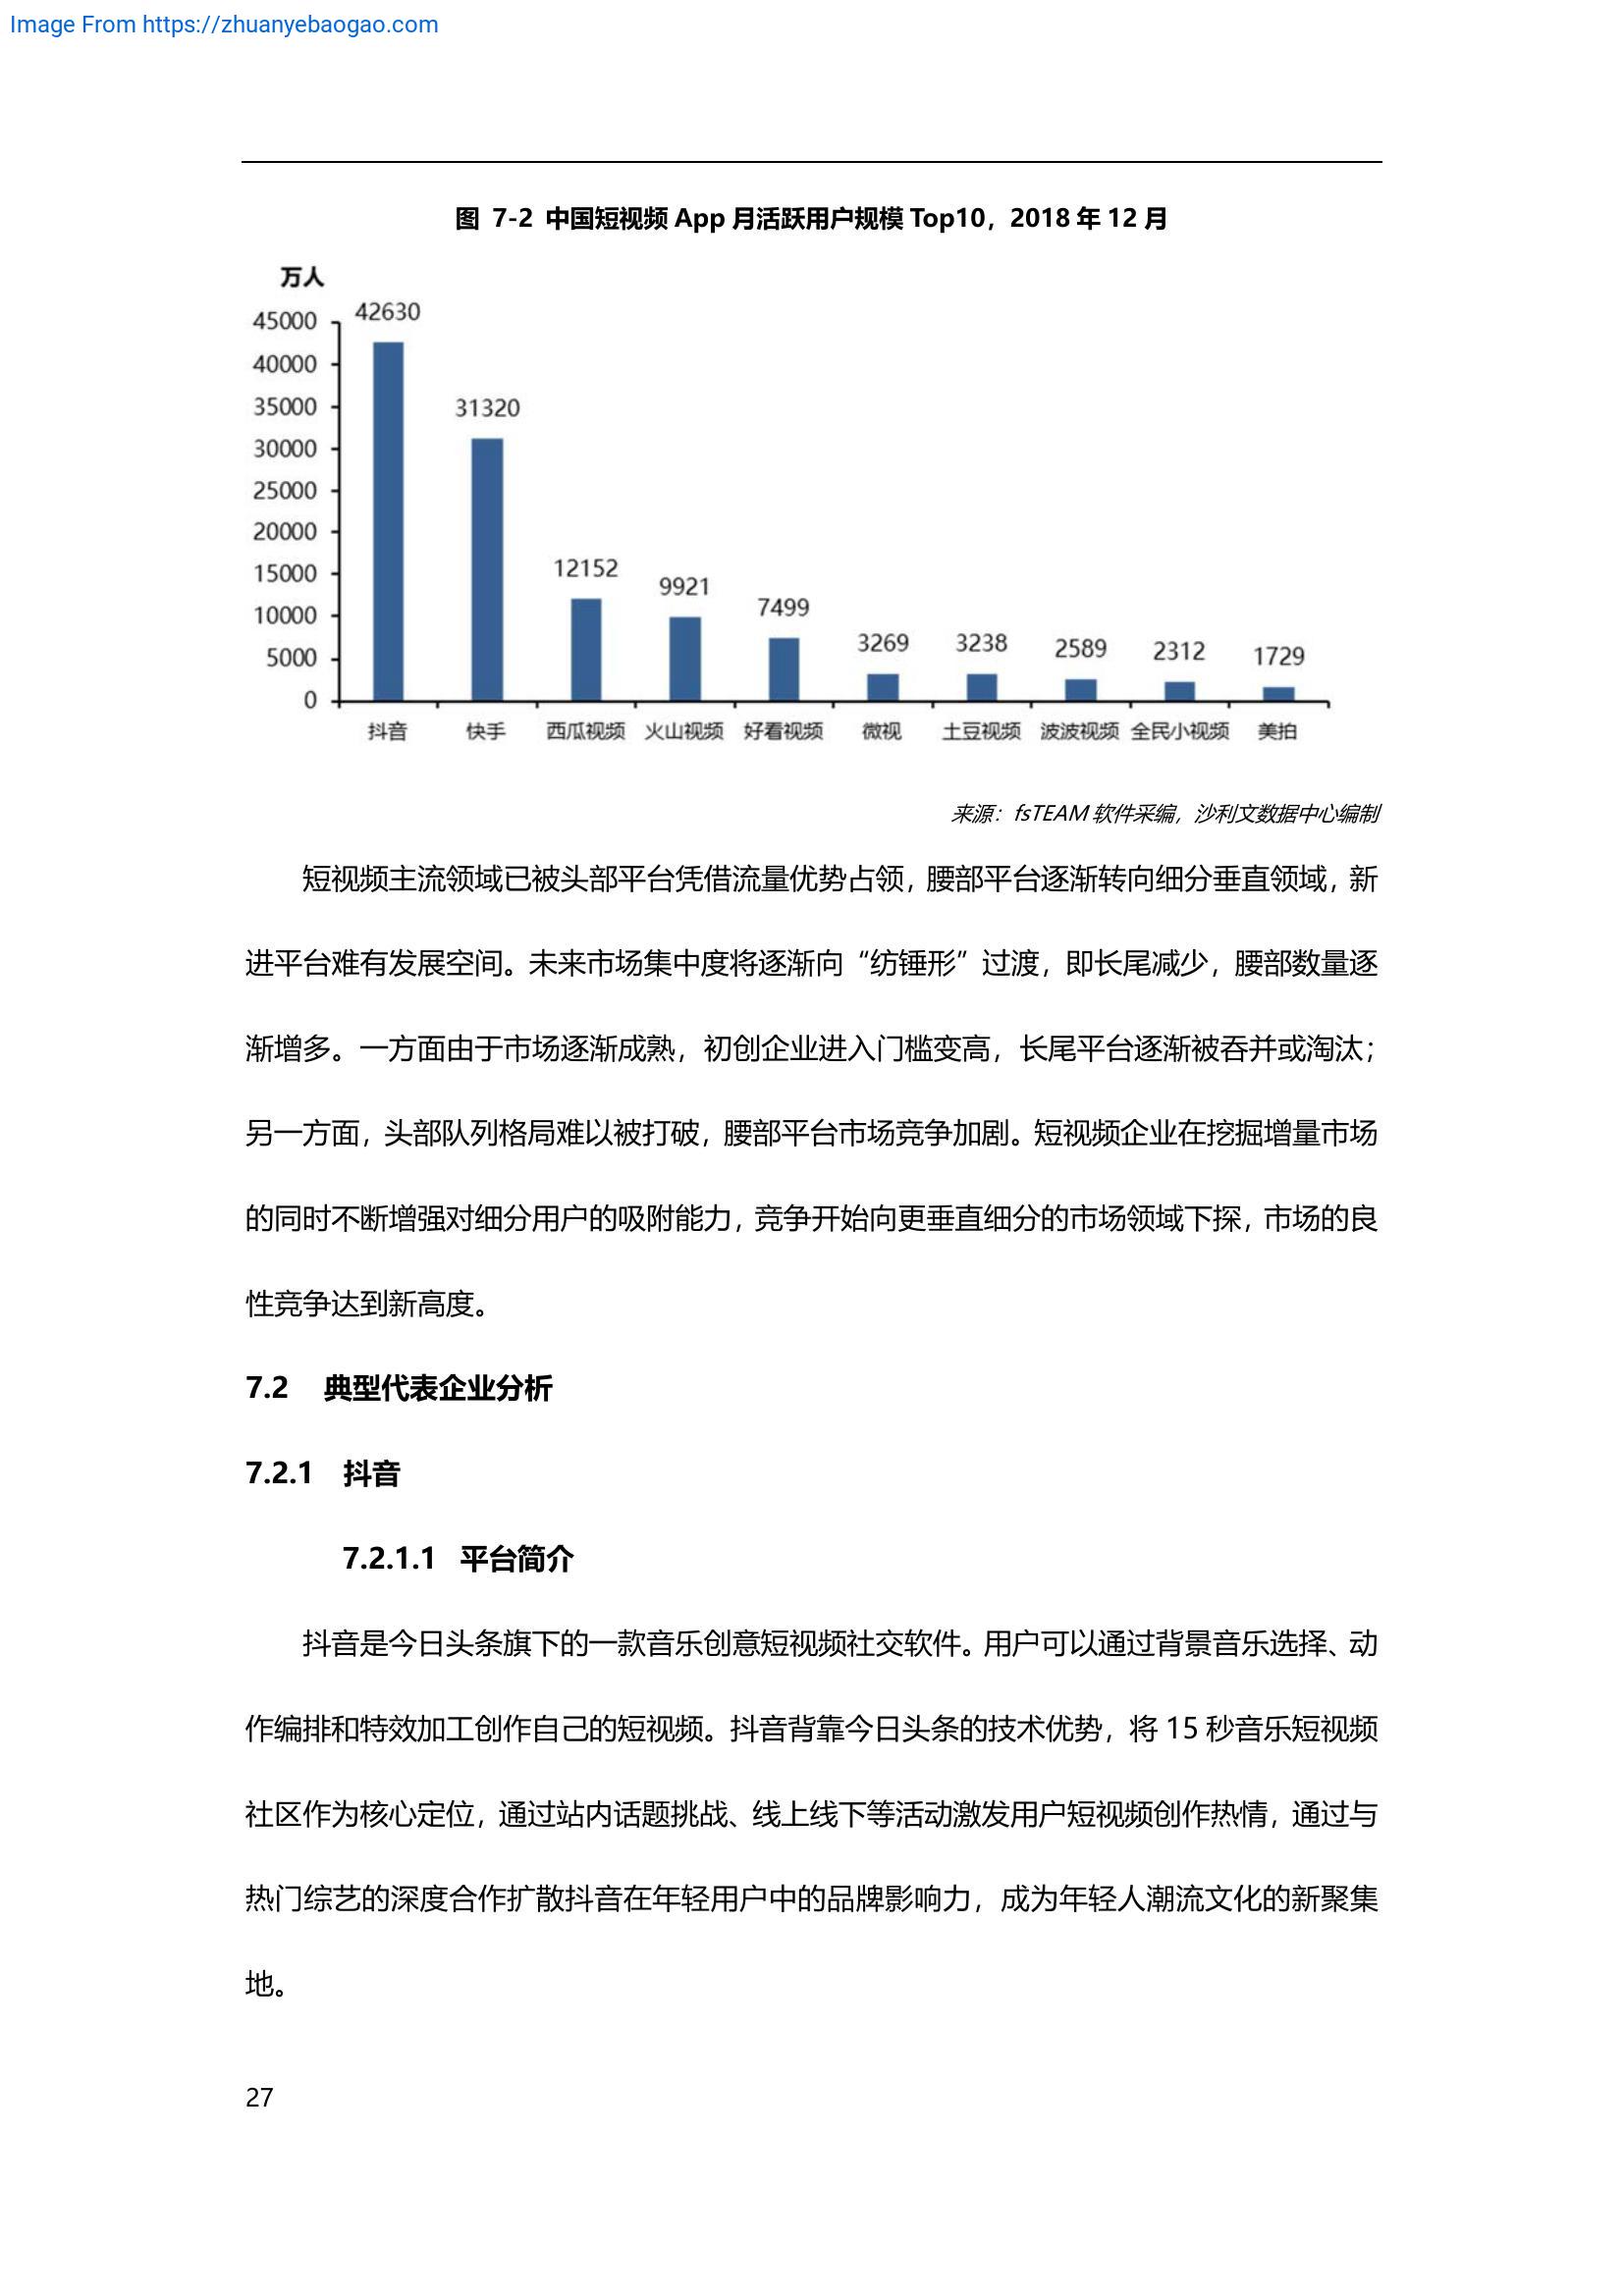 Image From https://zhuanyebaogao.com
图 7-2 中国短视频 App 月活跃用户规模 Top10，2018 年 12 月
万人
45000
40000
35000
30000
25000
20000
15000
10000
5000
0
42630
31320
12152
9921
7499
3269
3238
2589
2312
1729
抖音 快手 西瓜视频 火山视频 好看视频 微视 土豆视频 波波视频 全民小视频 美拍
来源：fsTEAM 软件采编，沙利文数据中心编制
短视频主流领域已被头部平台凭借流量优势占领，腰部平台逐渐转向细分垂直领域，新
进平台难有发展空间。未来市场集中度将逐渐向“纺锤形”过渡，即长尾减少，腰部数量逐
渐增多。一方面由于市场逐渐成熟，初创企业进入门槛变高，长尾平台逐渐被吞并或淘汰；
另一方面，头部队列格局难以被打破，腰部平台市场竞争加剧。短视频企业在挖掘增量市场
的同时不断增强对细分用户的吸附能力，竞争开始向更垂直细分的市场领域下探，市场的良
性竞争达到新高度。
7.2 典型代表企业分析
7.2.1 抖音
7.2.1.1 平台简介
抖音是今日头条旗下的一款音乐创意短视频社交软件。用户可以通过背景音乐选择、动
作编排和特效加工创作自己的短视频。抖音背靠今日头条的技术优势，将 15 秒音乐短视频
社区作为核心定位，通过站内话题挑战、线上线下等活动激发用户短视频创作热情，通过与
热门综艺的深度合作扩散抖音在年轻用户中的品牌影响力，成为年轻人潮流文化的新聚集
地。
27